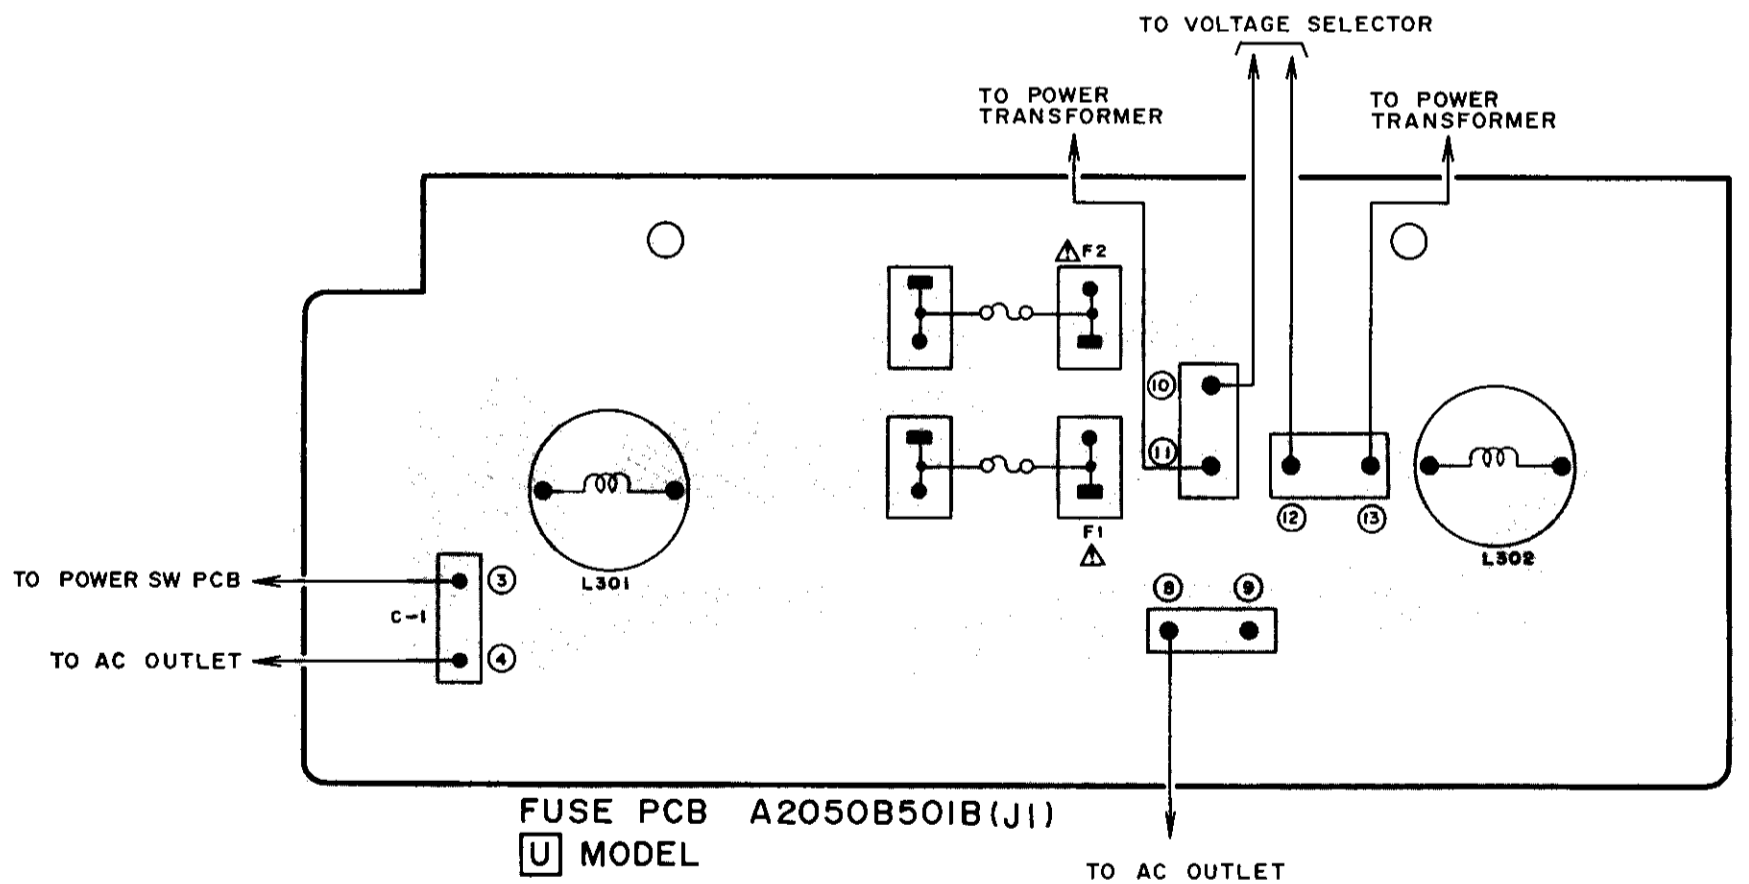 TO VOLTAGE SELECTOR
TO POWER
TRANSFORMER
TO POWER
TRANSFORMER
F2
10
11
12
13
F1
L301
L302
TO POWER SW PCB
3
C-1
8
9
TO AC OUTLET
4
FUSE PCB A2050B501B(J1)
U MODEL
TO AC OUTLET